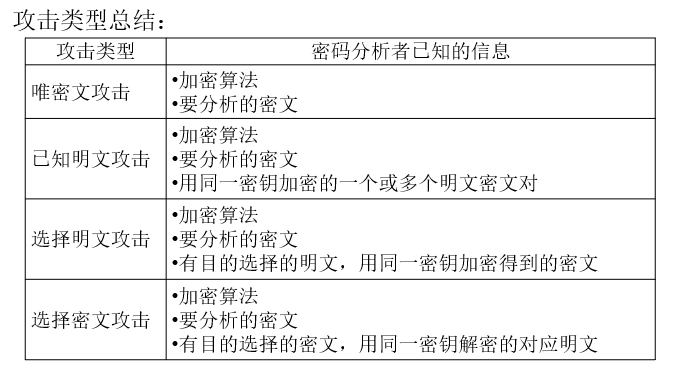 攻击类型总结：
攻击类型
密码分析者已知的信息
唯密文攻击
•加密算法
•要分析的密文
已知明文攻击
•加密算法
•要分析的密文
•用同一密钥加密的一个或多个明文密文对
选择明文攻击
•加密算法
•要分析的密文
•有目的选择的明文，用同一密钥加密得到的密文
选择密文攻击
•加密算法
•要分析的密文
•有目的选择的密文，用同一密钥解密的对应明文